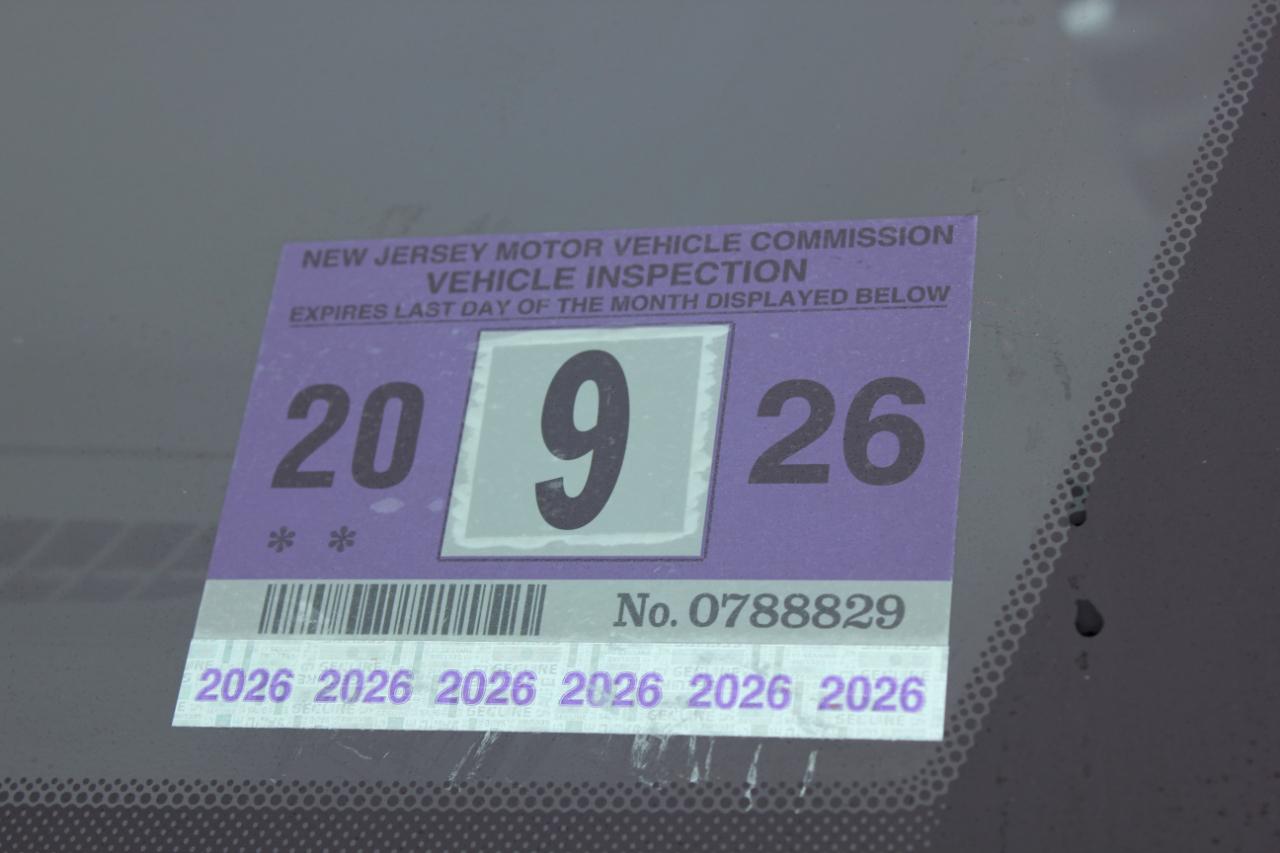 NEW JERSEY MOTOR VEHICLE COMMISSION
VEHICLE INSPECTION
EXPIRES LAST DAY OF THE MONTH DISPLAYED BELOW
20 9 26
* *
No. 0788829
2026 2026 2026 2026 2026 2026